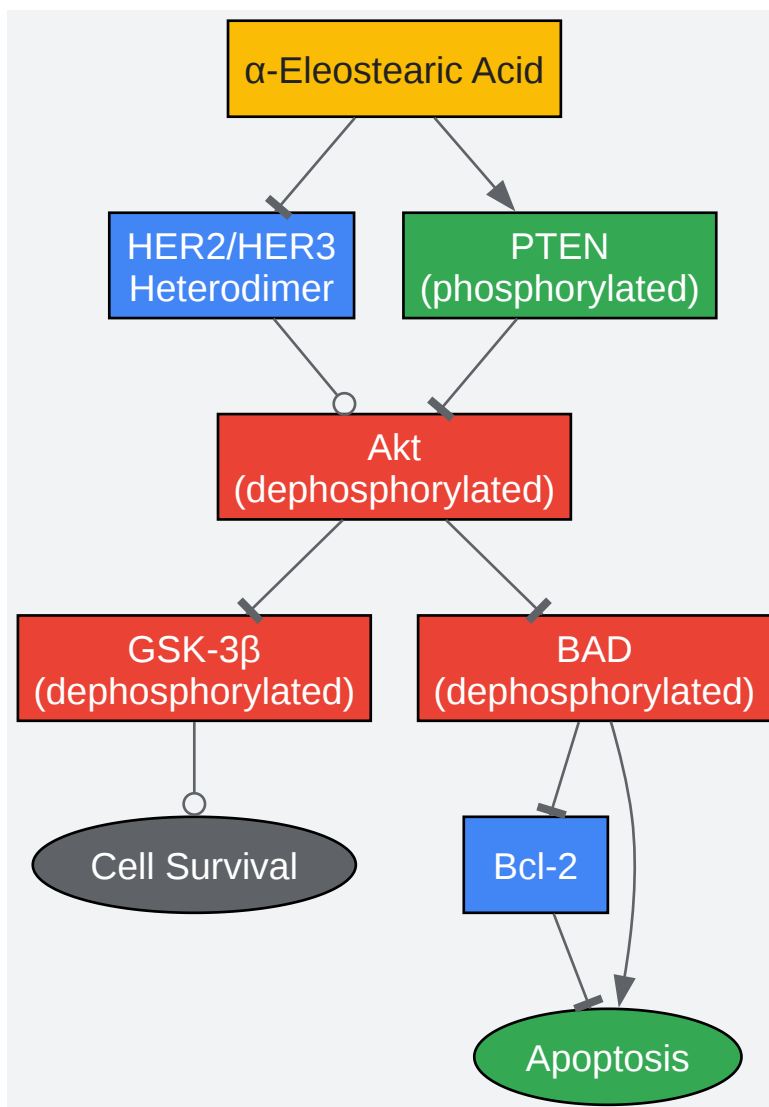 α-Eleostearic Acid
HER2/HER3
Heterodimer
PTEN
(phosphorylated)
Akt
(dephosphorylated)
GSK-3β
(dephosphorylated)
BAD
(dephosphorylated)
Cell Survival
Bcl-2
Apoptosis